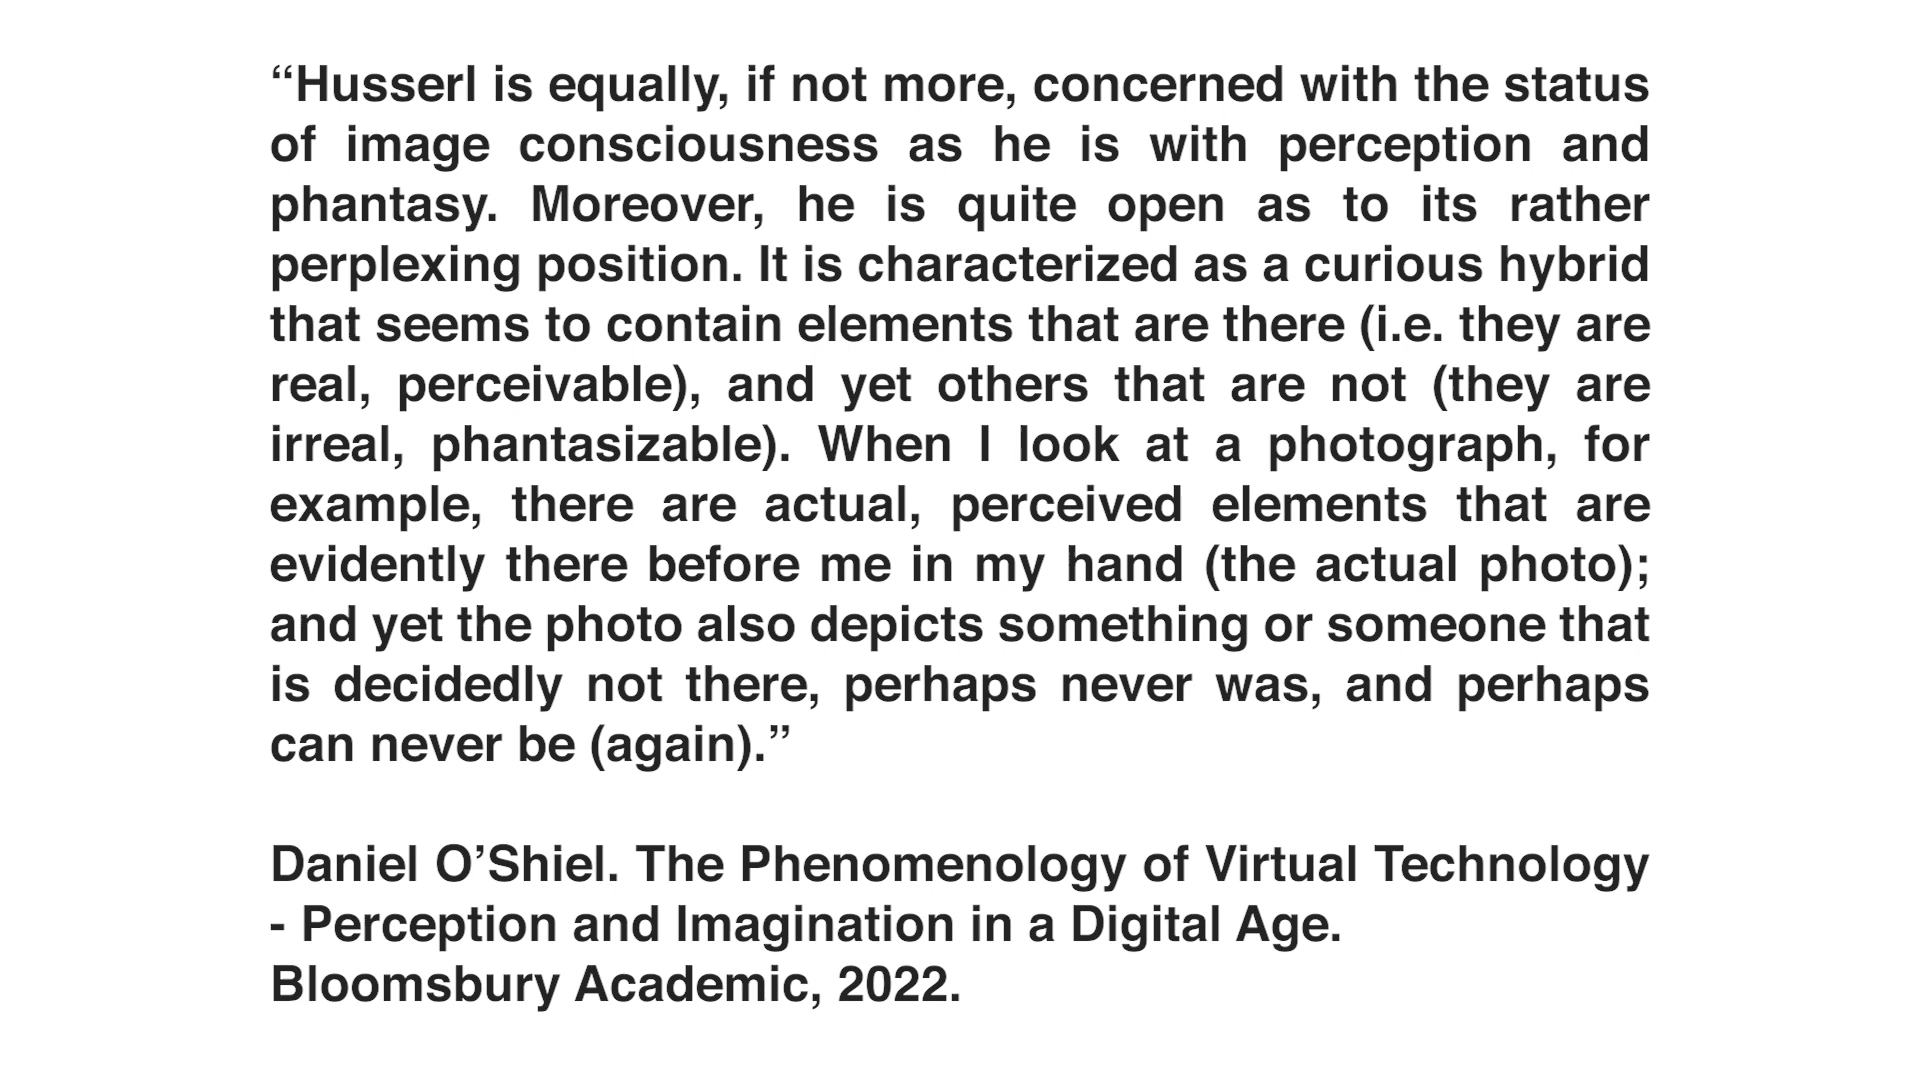 “Husserl is equally, if not more, concerned with the status
of image consciousness as he is with perception and
phantasy. Moreover, he is quite open as to its rather
perplexing position. It is characterized as a curious hybrid
that seems to contain elements that are there (i.e. they are
real, perceivable), and yet others that are not (they are
irreal, phantasizable). When I look at a photograph, for
example, there are actual, perceived elements that are
evidently there before me in my hand (the actual photo);
and yet the photo also depicts something or someone that
is decidedly not there, perhaps never was, and perhaps
can never be (again).”
Daniel O’Shiel. The Phenomenology of Virtual Technology
- Perception and Imagination in a Digital Age.
Bloomsbury Academic, 2022.